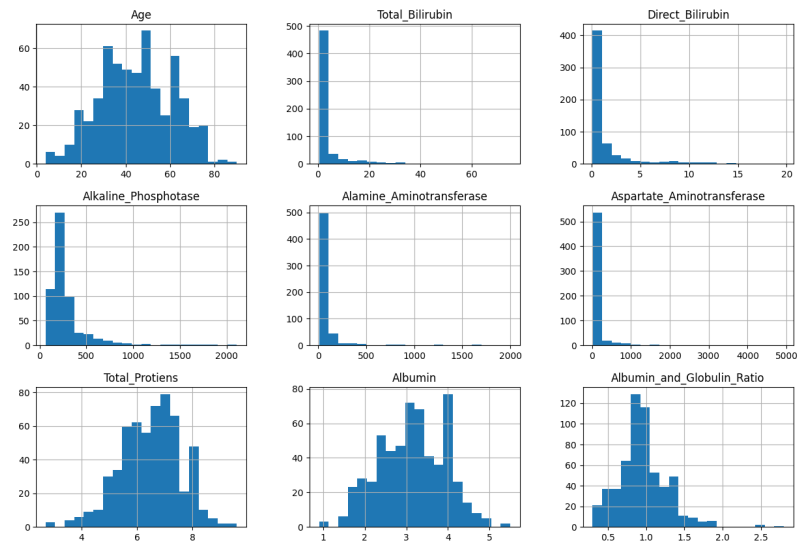 Age
60
40
20
0
0 20 40 60 80
Total_Bilirubin
500
400
300
200
100
0
0 20 40 60
Direct_Bilirubin
400
300
200
100
0
0 5 10 15 20
Alkaline_Phosphotase
250
200
150
100
50
0
0 500 1000 1500 2000
Alamine_Aminotransferase
500
400
300
200
100
0
0 500 1000 1500 2000
Aspartate_Aminotransferase
500
400
300
200
100
0
0 1000 2000 3000 4000 5000
Total_Protiens
80
60
40
20
0
4 6 8
Albumin
80
60
40
20
0
1 2 3 4 5
Albumin_and_Globulin_Ratio
120
100
80
60
40
20
0
0.5 1.0 1.5 2.0 2.5